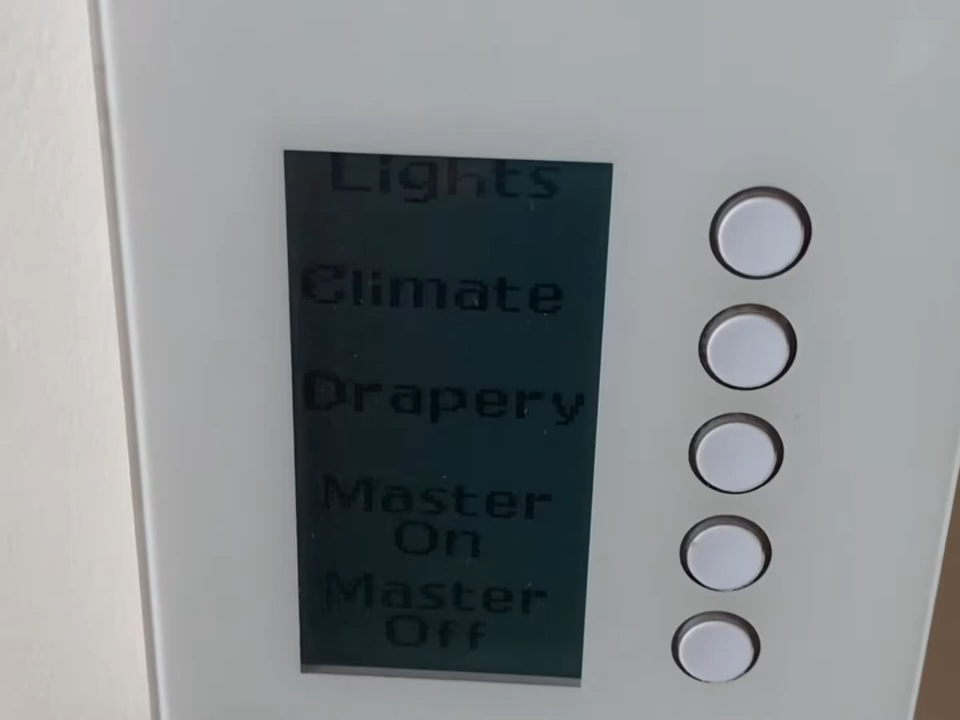 Lights
Climate
Drapery
Master
On
Master
Off